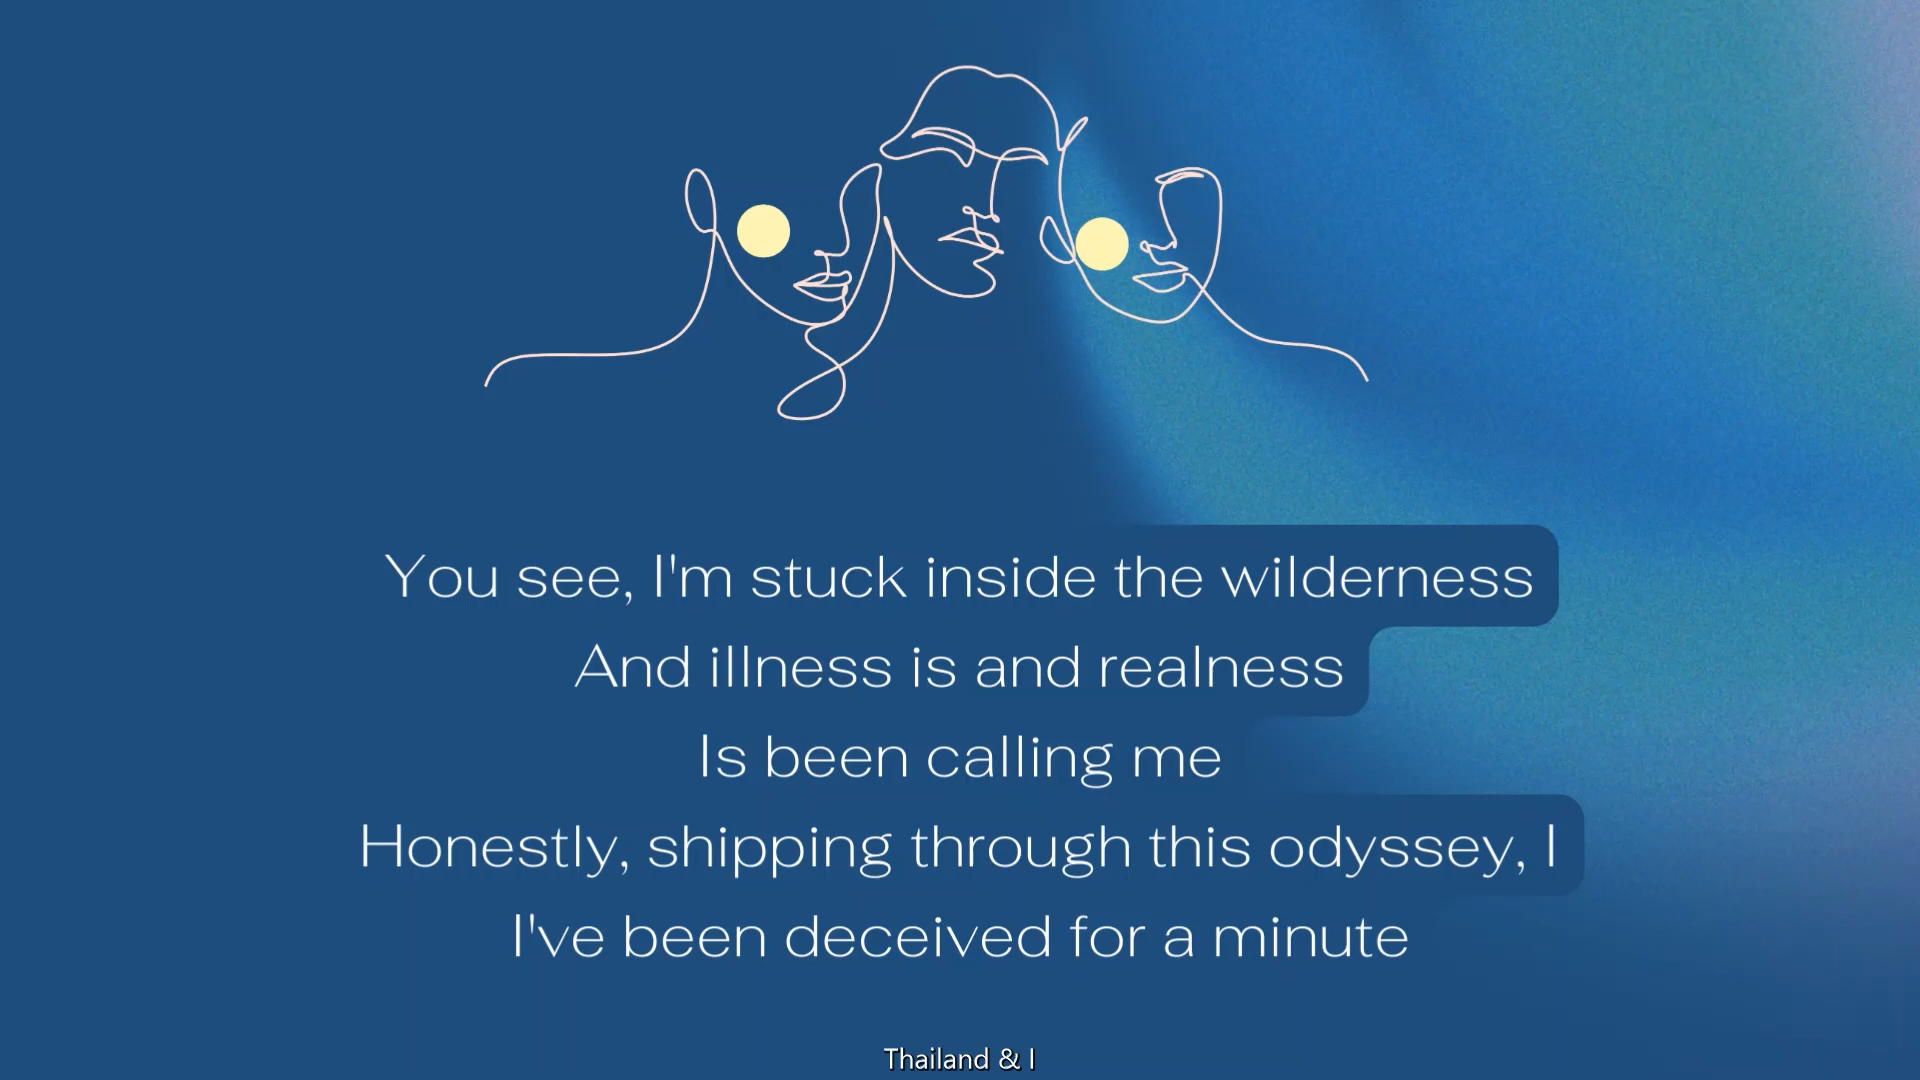 You see, I'm stuck inside the wilderness
And illness is and realness
Is been calling me
Honestly, shipping through this odyssey, I
I've been deceived for a minute
Thailand & I